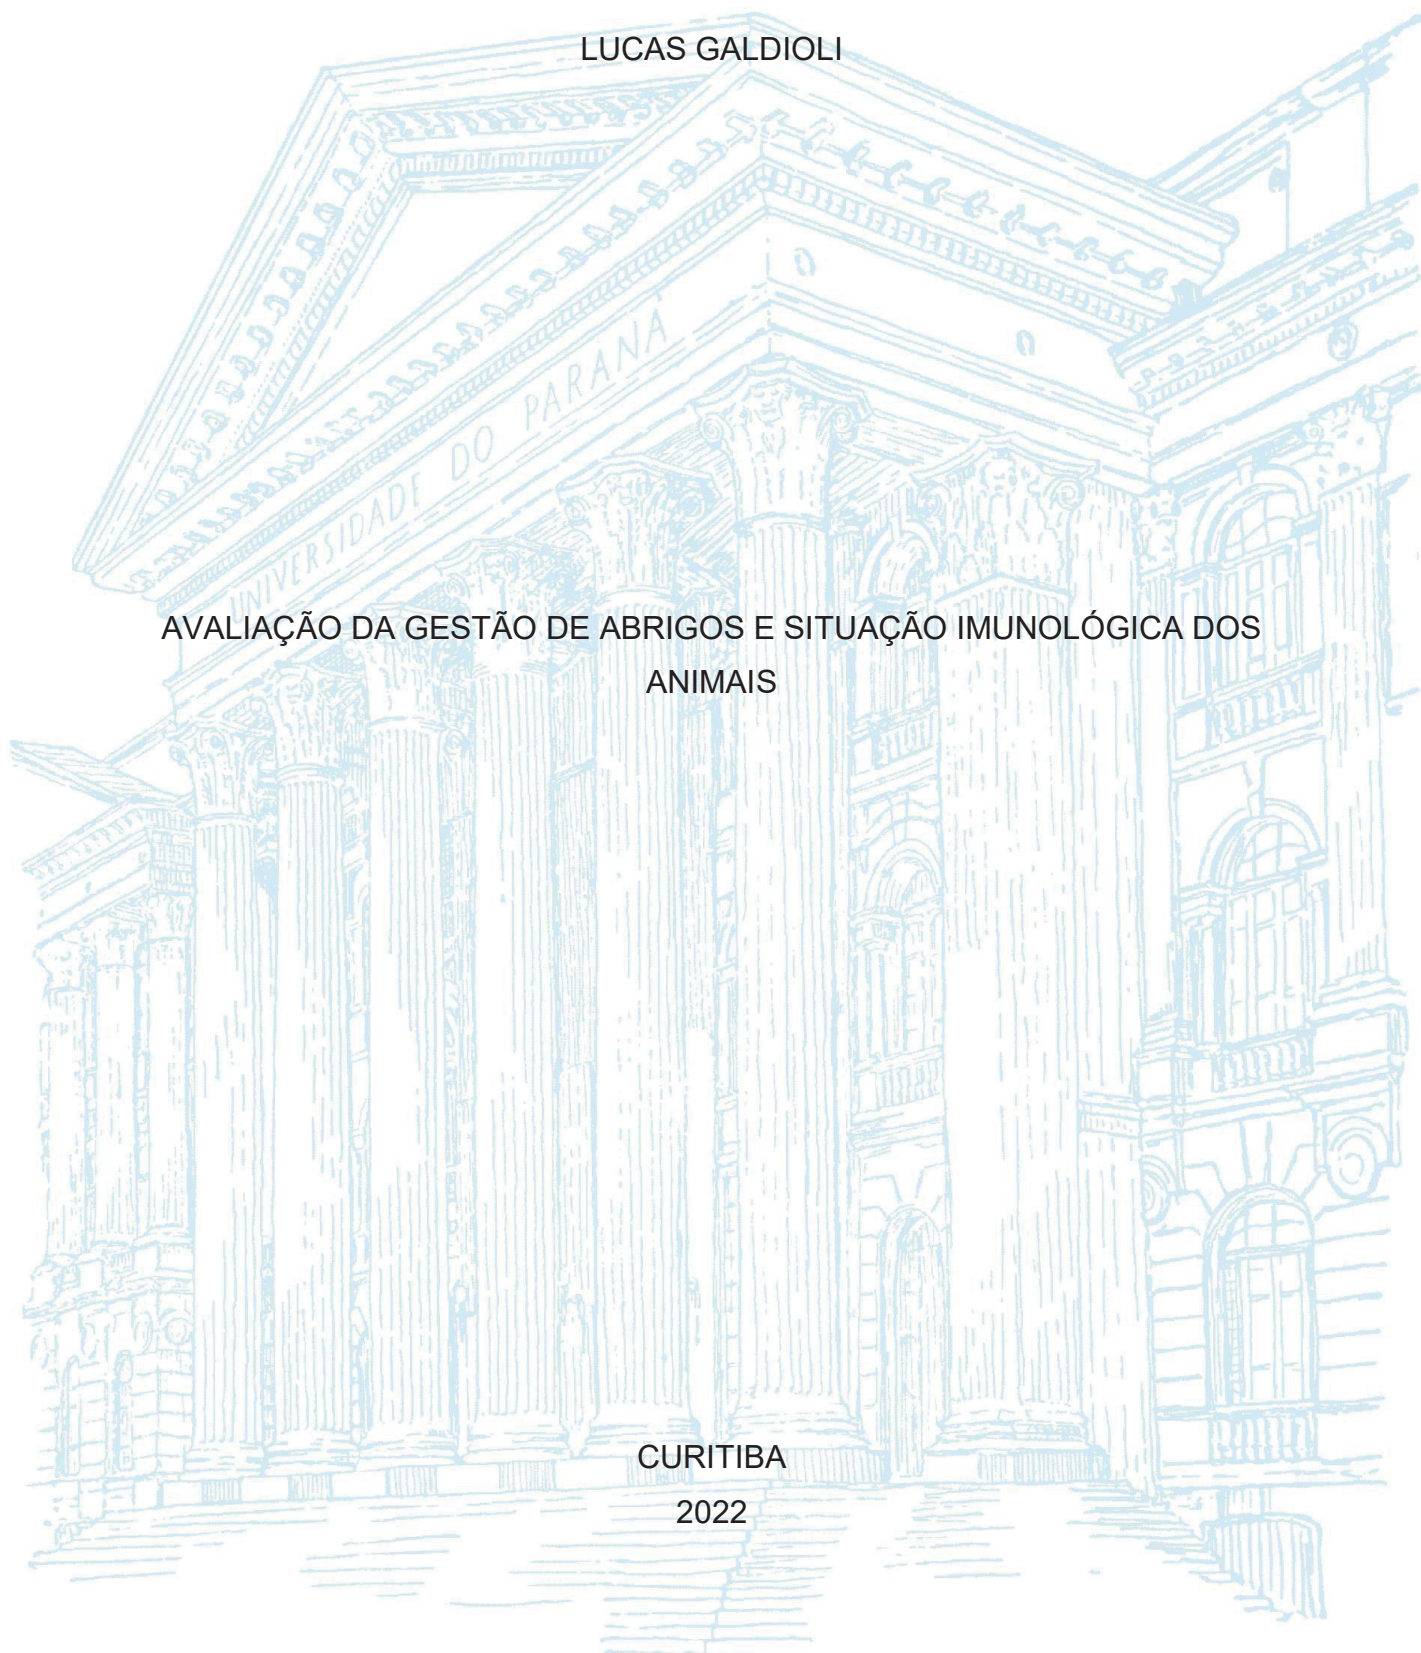 LUCAS GALDIOLI
UNIVERSIDADE DO PARANÁ
AVALIAÇÃO DA GESTÃO DE ABRIGOS E SITUAÇÃO IMUNOLÓGICA DOS
ANIMAIS
CURITIBA
2022